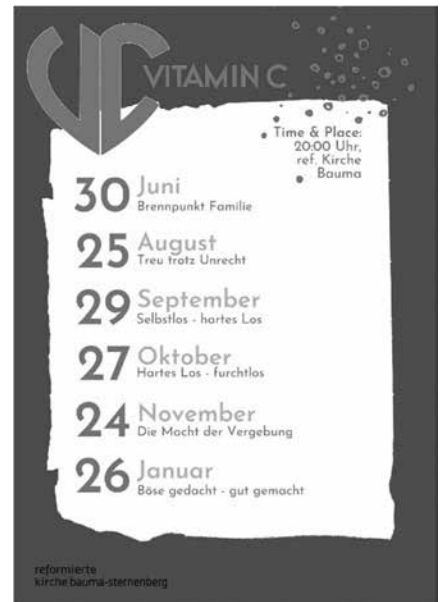 VITAMIN C
Time & Place:
20:00 Uhr,
ref. Kirche
Bauma
30 Juni
Brennpunkt Familie
25 August
Treu trotz Unrecht
29 September
Selbstlos - hartes Los
27 Oktober
Hartes Los - furchtlos
24 November
Die Macht der Vergebung
26 Januar
Böse gedacht - gut gemacht
reformierte
kirche bauma-sternenberg